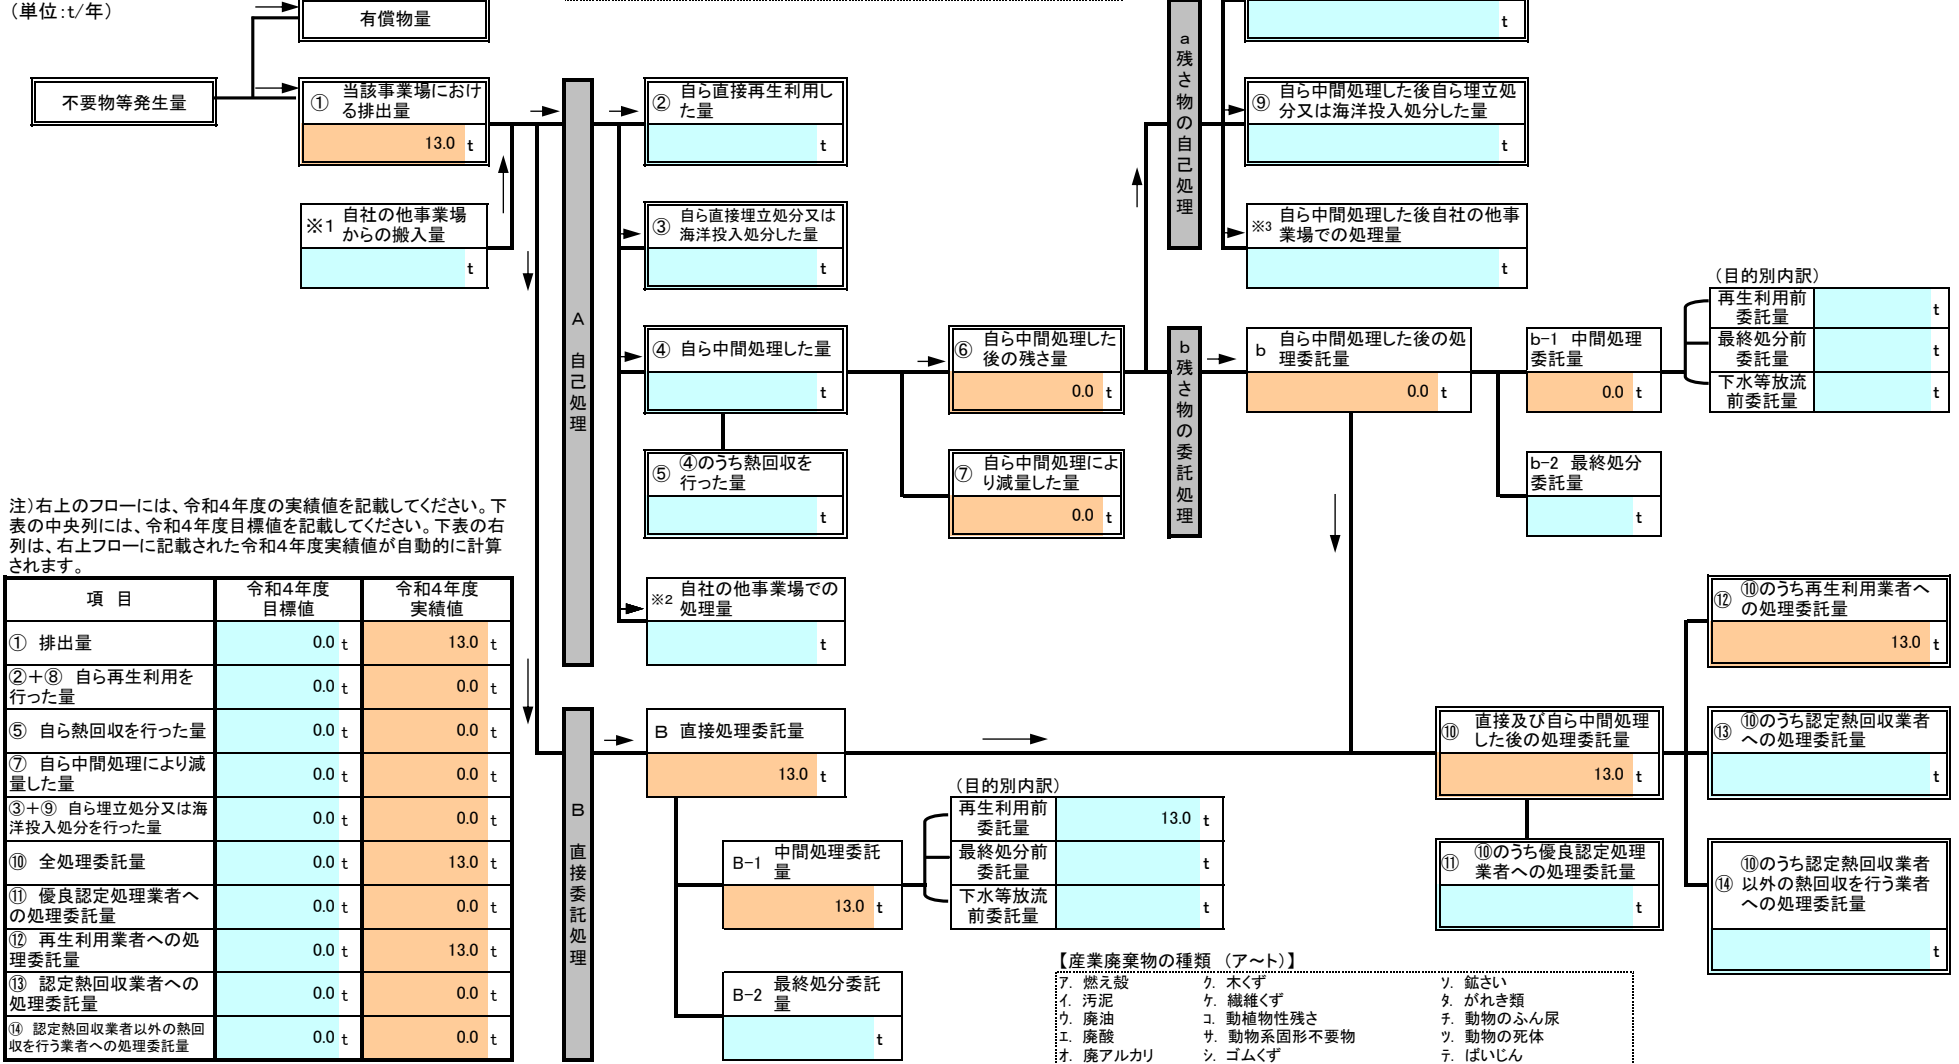 (単位:t/年)
有償物量
不要物等発生量
① 当該事業場におけ
る排出量
13.0 t
※1 自社の他事業場
からの搬入量
t
A 自己処理
② 自ら直接再生利用し
た量
t
③ 自ら直接埋立処分又は
海洋投入処分した量
t
④ 自ら中間処理した量
t
⑤ ④のうち熱回収を
行った量
t
※2 自社の他事業場での
処理量
t
⑥ 自ら中間処理した
後の残さ量
0.0 t
⑦ 自ら中間処理によ
り減量した量
0.0 t
a 残さ物の自己処理
t
⑨ 自ら中間処理した後自ら埋立処
分又は海洋投入処分した量
t
※3 自ら中間処理した後自社の他事
業場での処理量
t
b 残さ物の委託処理
b 自ら中間処理した後の処
理委託量
0.0 t
b-1 中間処理
委託量
0.0 t
(目的別内訳)
再生利用前
委託量 t
最終処分前
委託量 t
下水等放流
前委託量 t
b-2 最終処分
委託量
t
注)右上のフローには、令和4年度の実績値を記載してください。下
表の中央列には、令和4年度目標値を記載してください。下表の右
列は、右上フローに記載された令和4年度実績値が自動的に計算
されます。
項 目 令和4年度 目標値 令和4年度 実績値
① 排出量 0.0 t 13.0 t
②+⑧ 自ら再生利用を
行った量 0.0 t 0.0 t
⑤ 自ら熱回収を行った量 0.0 t 0.0 t
⑦ 自ら中間処理により減
量した量 0.0 t 0.0 t
③+⑨ 自ら埋立処分又は海
洋投入処分を行った量 0.0 t 0.0 t
⑩ 全処理委託量 0.0 t 13.0 t
⑪ 優良認定処理業者へ
の処理委託量 0.0 t 0.0 t
⑫ 再生利用業者への処
理委託量 0.0 t 13.0 t
⑬ 認定熱回収業者への
処理委託量 0.0 t 0.0 t
⑭ 認定熱回収業者以外の熱回
収を行う業者への処理委託量 0.0 t 0.0 t
B 直接委託処理
B 直接処理委託量
13.0 t
B-1 中間処理委託
量
13.0 t
(目的別内訳)
再生利用前
委託量 13.0 t
最終処分前
委託量 t
下水等放流
前委託量 t
B-2 最終処分委託
量
t
⑩ 直接及び自ら中間処理
した後の処理委託量
13.0 t
⑪ ⑩のうち優良認定処理
業者への処理委託量
t
⑫ ⑩のうち再生利用業者へ
の処理委託量
13.0 t
⑬ ⑩のうち認定熱回収業者
への処理委託量
t
⑭ ⑩のうち認定熱回収業者
以外の熱回収を行う業者
への処理委託量
t
【産業廃棄物の種類 (ア~ト)】
ア. 燃え殻 ク. 木くず ソ. 鉱さい
イ. 汚泥 ケ. 繊維くず タ. がれき類
ウ. 廃油 コ. 動植物性残さ チ. 動物のふん尿
エ. 廃酸 サ. 動物系固形不要物 ツ. 動物の死体
オ. 廃アルカリ シ. ゴムくず テ. ばいじん